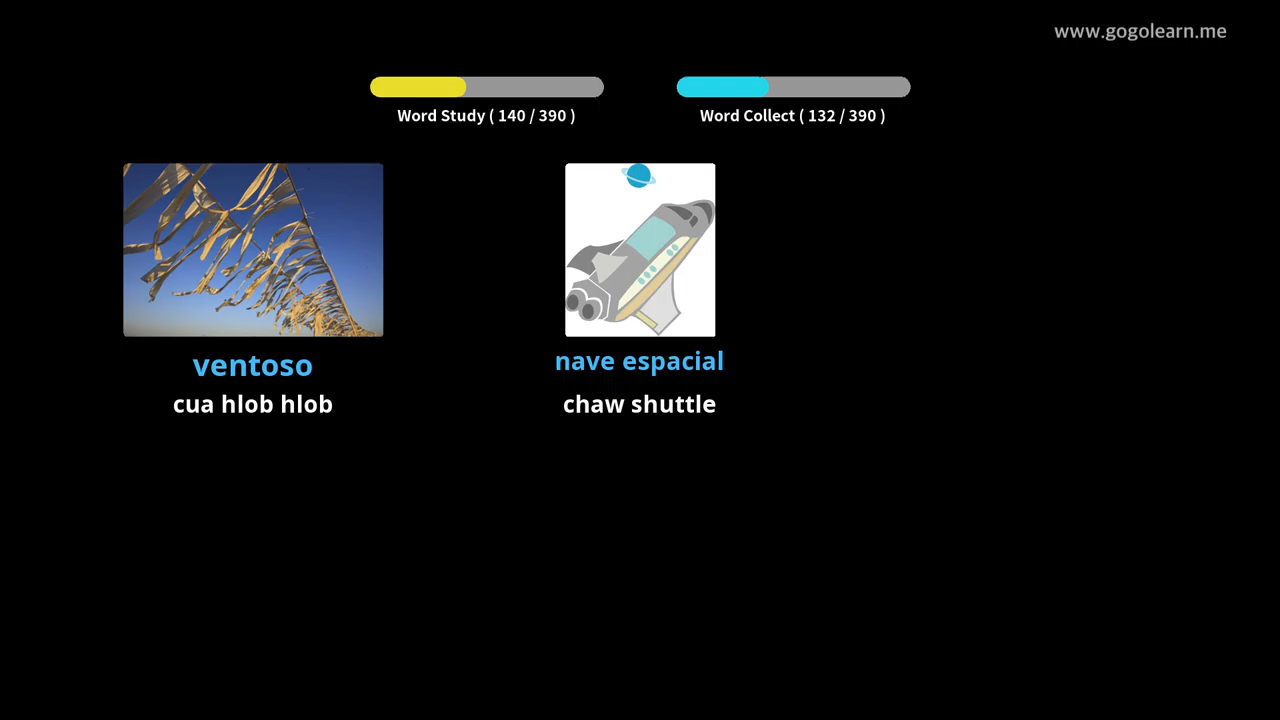 www.gogolearn.me
Word Study ( 140 / 390 )
Word Collect ( 132 / 390 )
ventoso
cua hlob hlob
nave espacial
chaw shuttle